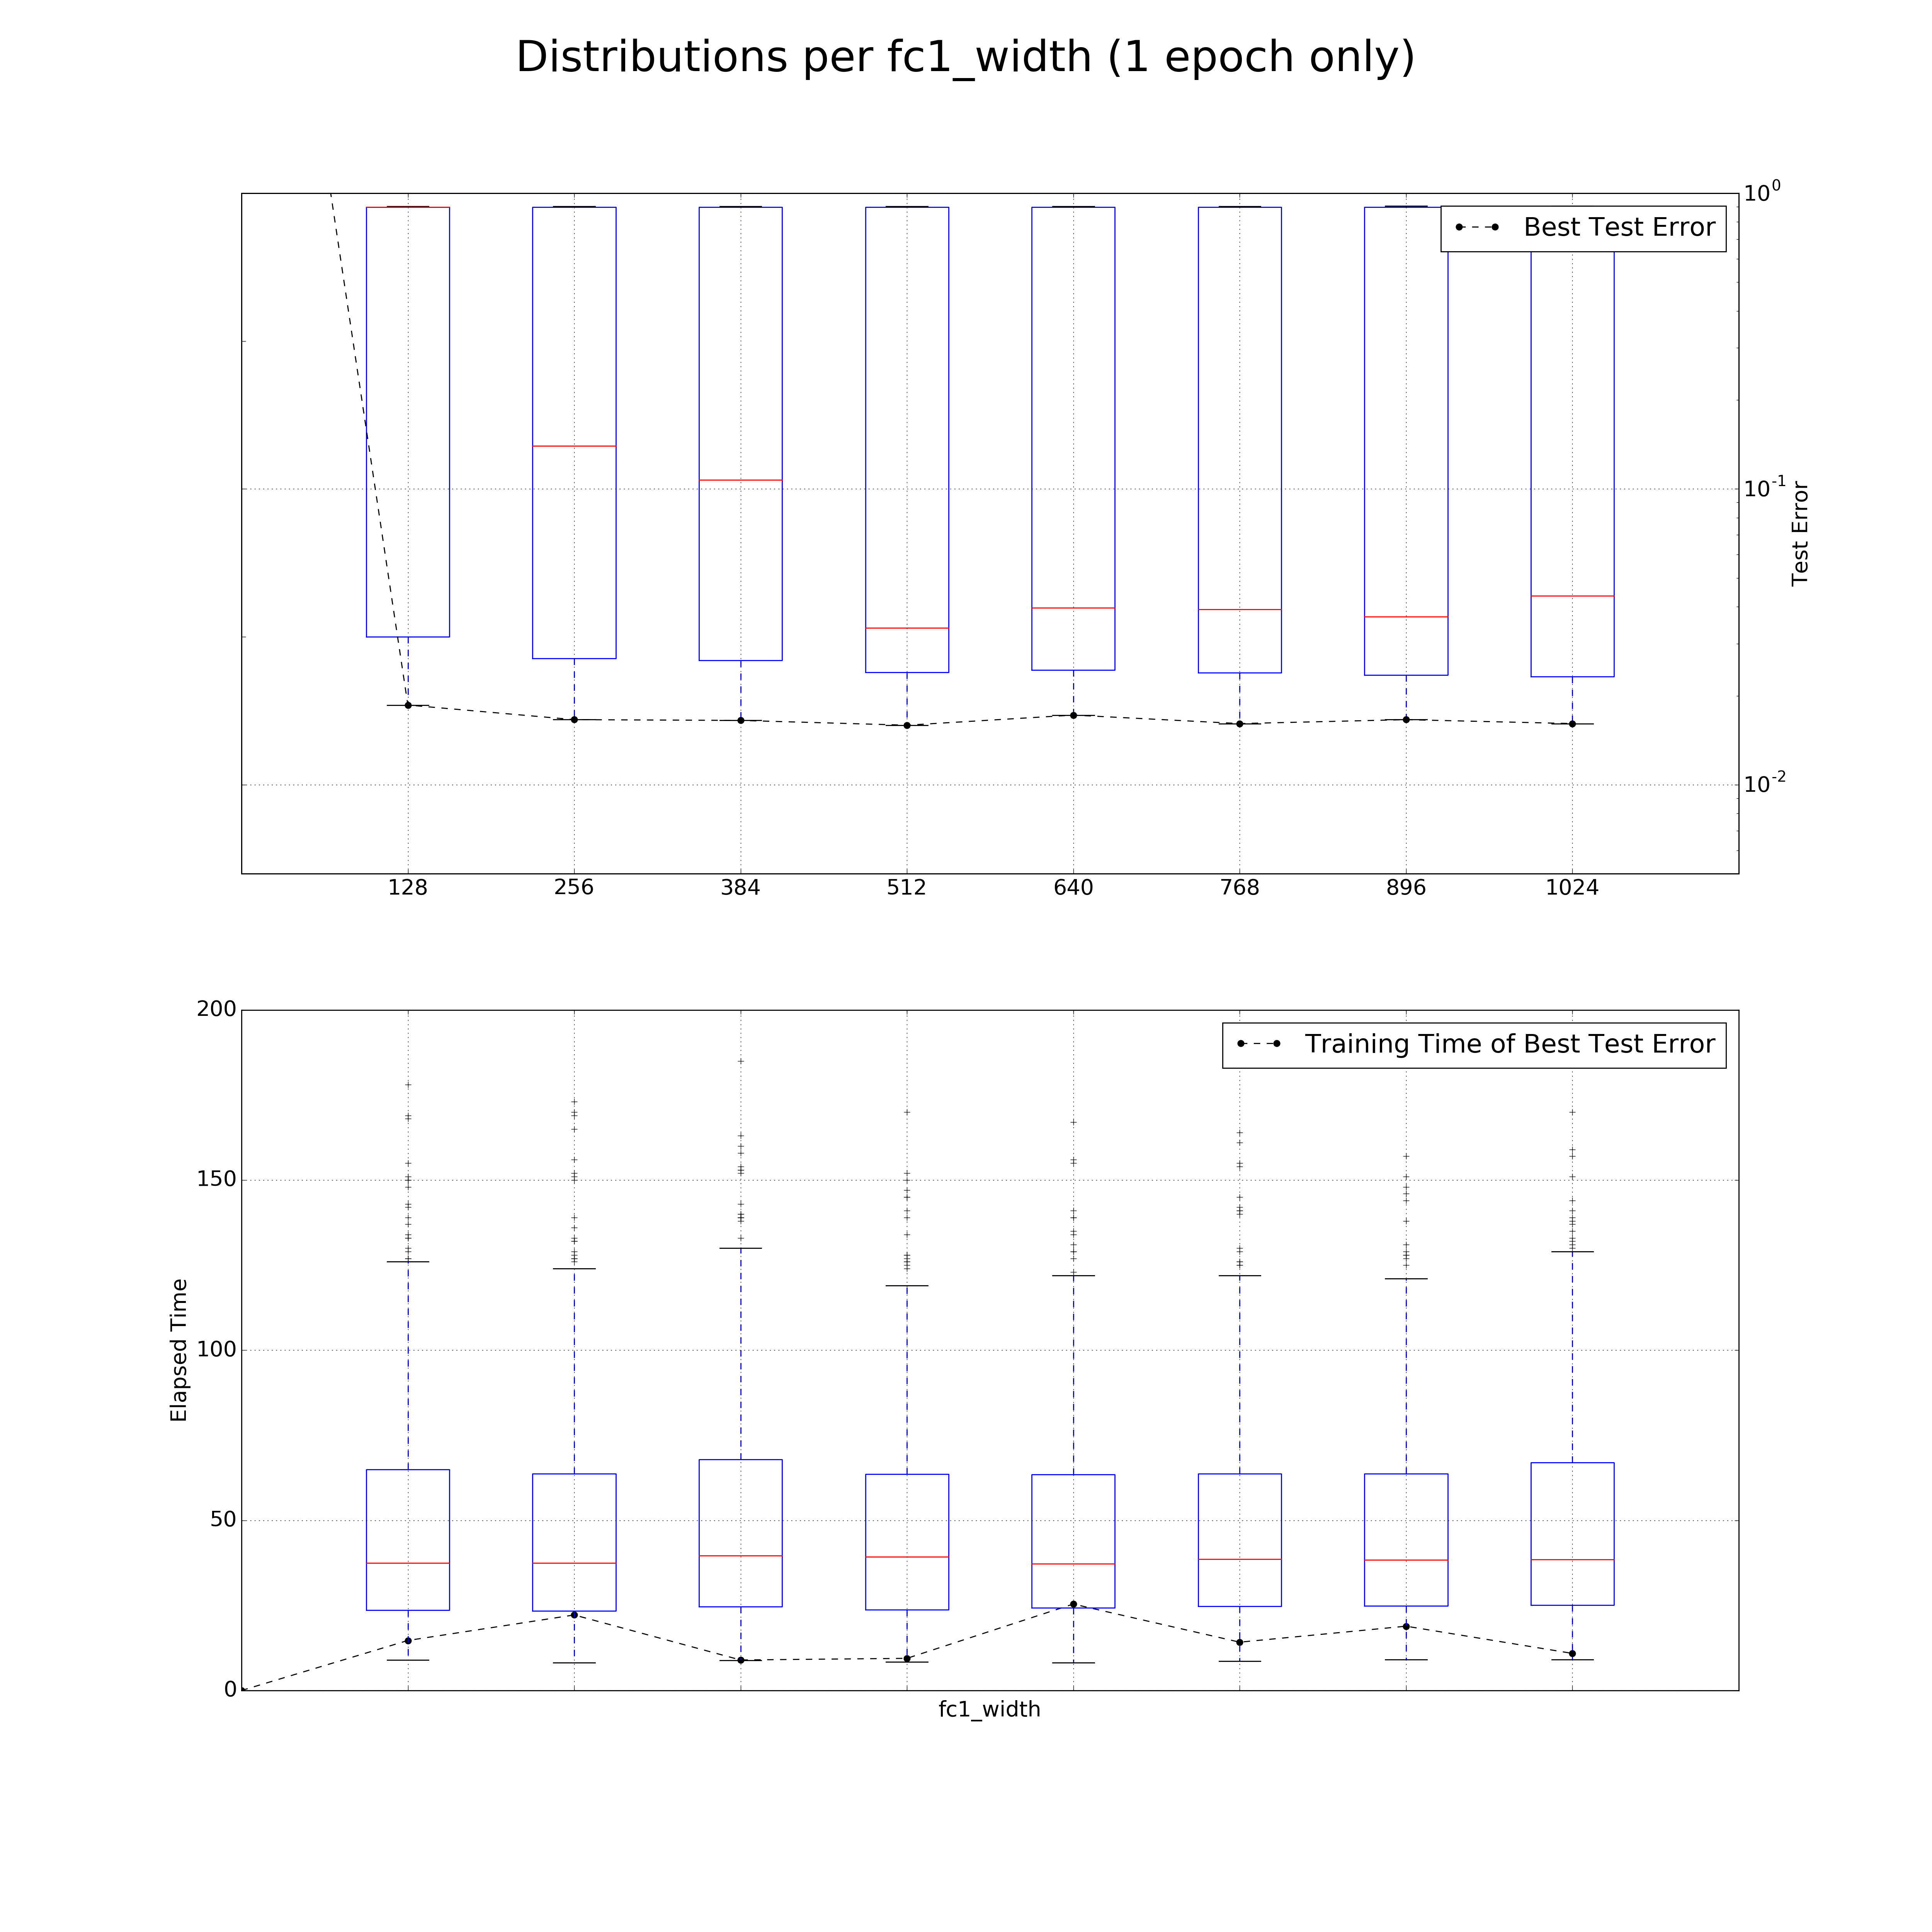 Distributions per fc1_width (1 epoch only)
10^0
Best Test Error
10^-1
Test Error
10^-2
128 256 384 512 640 768 896 1024
200
Training Time of Best Test Error
150
100
Elapsed Time
50
0
fc1_width